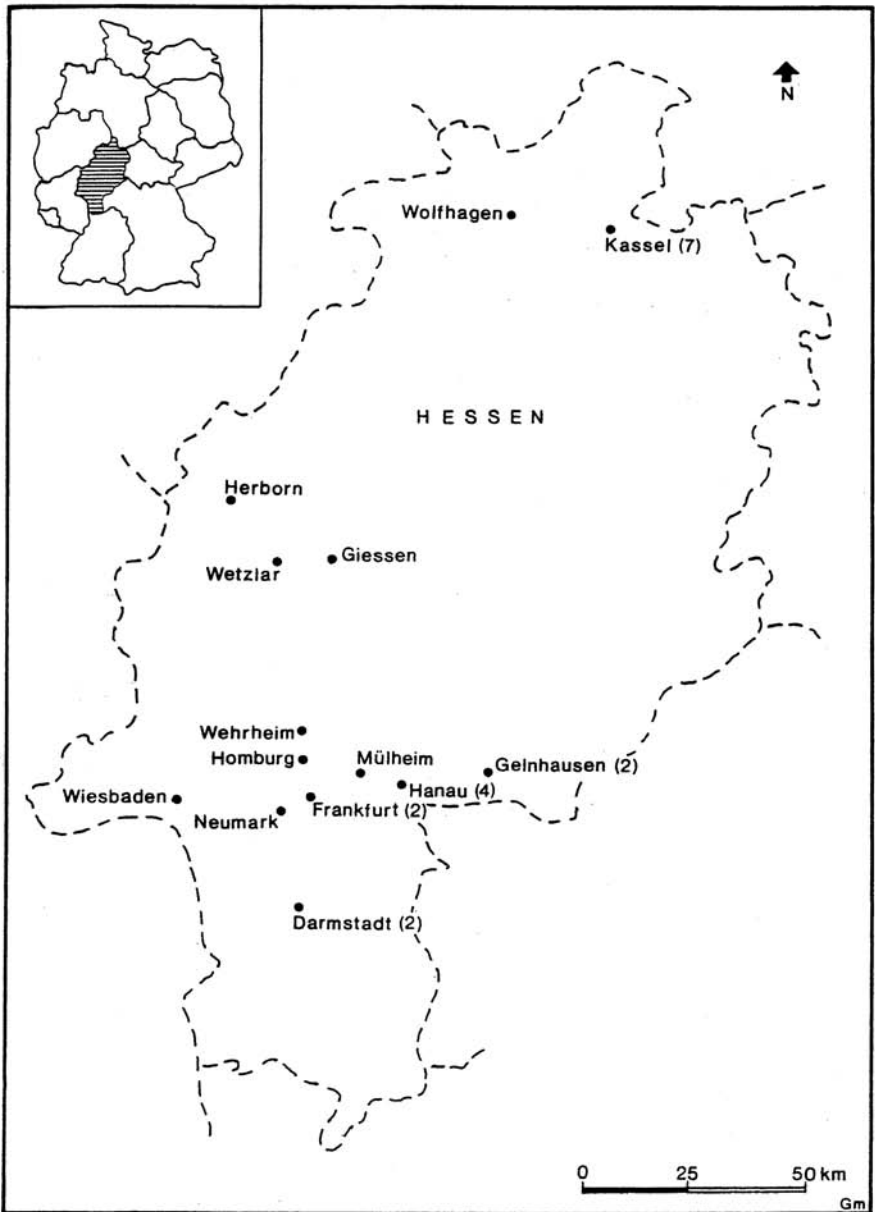 N
Wolfhagen
Kassel (7)
HESSEN
Herborn
Giessen
Wetzlar
Wehrheim
Homburg
Mülheim
Gelnhausen (2)
Wiesbaden
Hanau (4)
Neumark
Frankfurt (2)
Darmstadt (2)
0 25 50 km
Gm